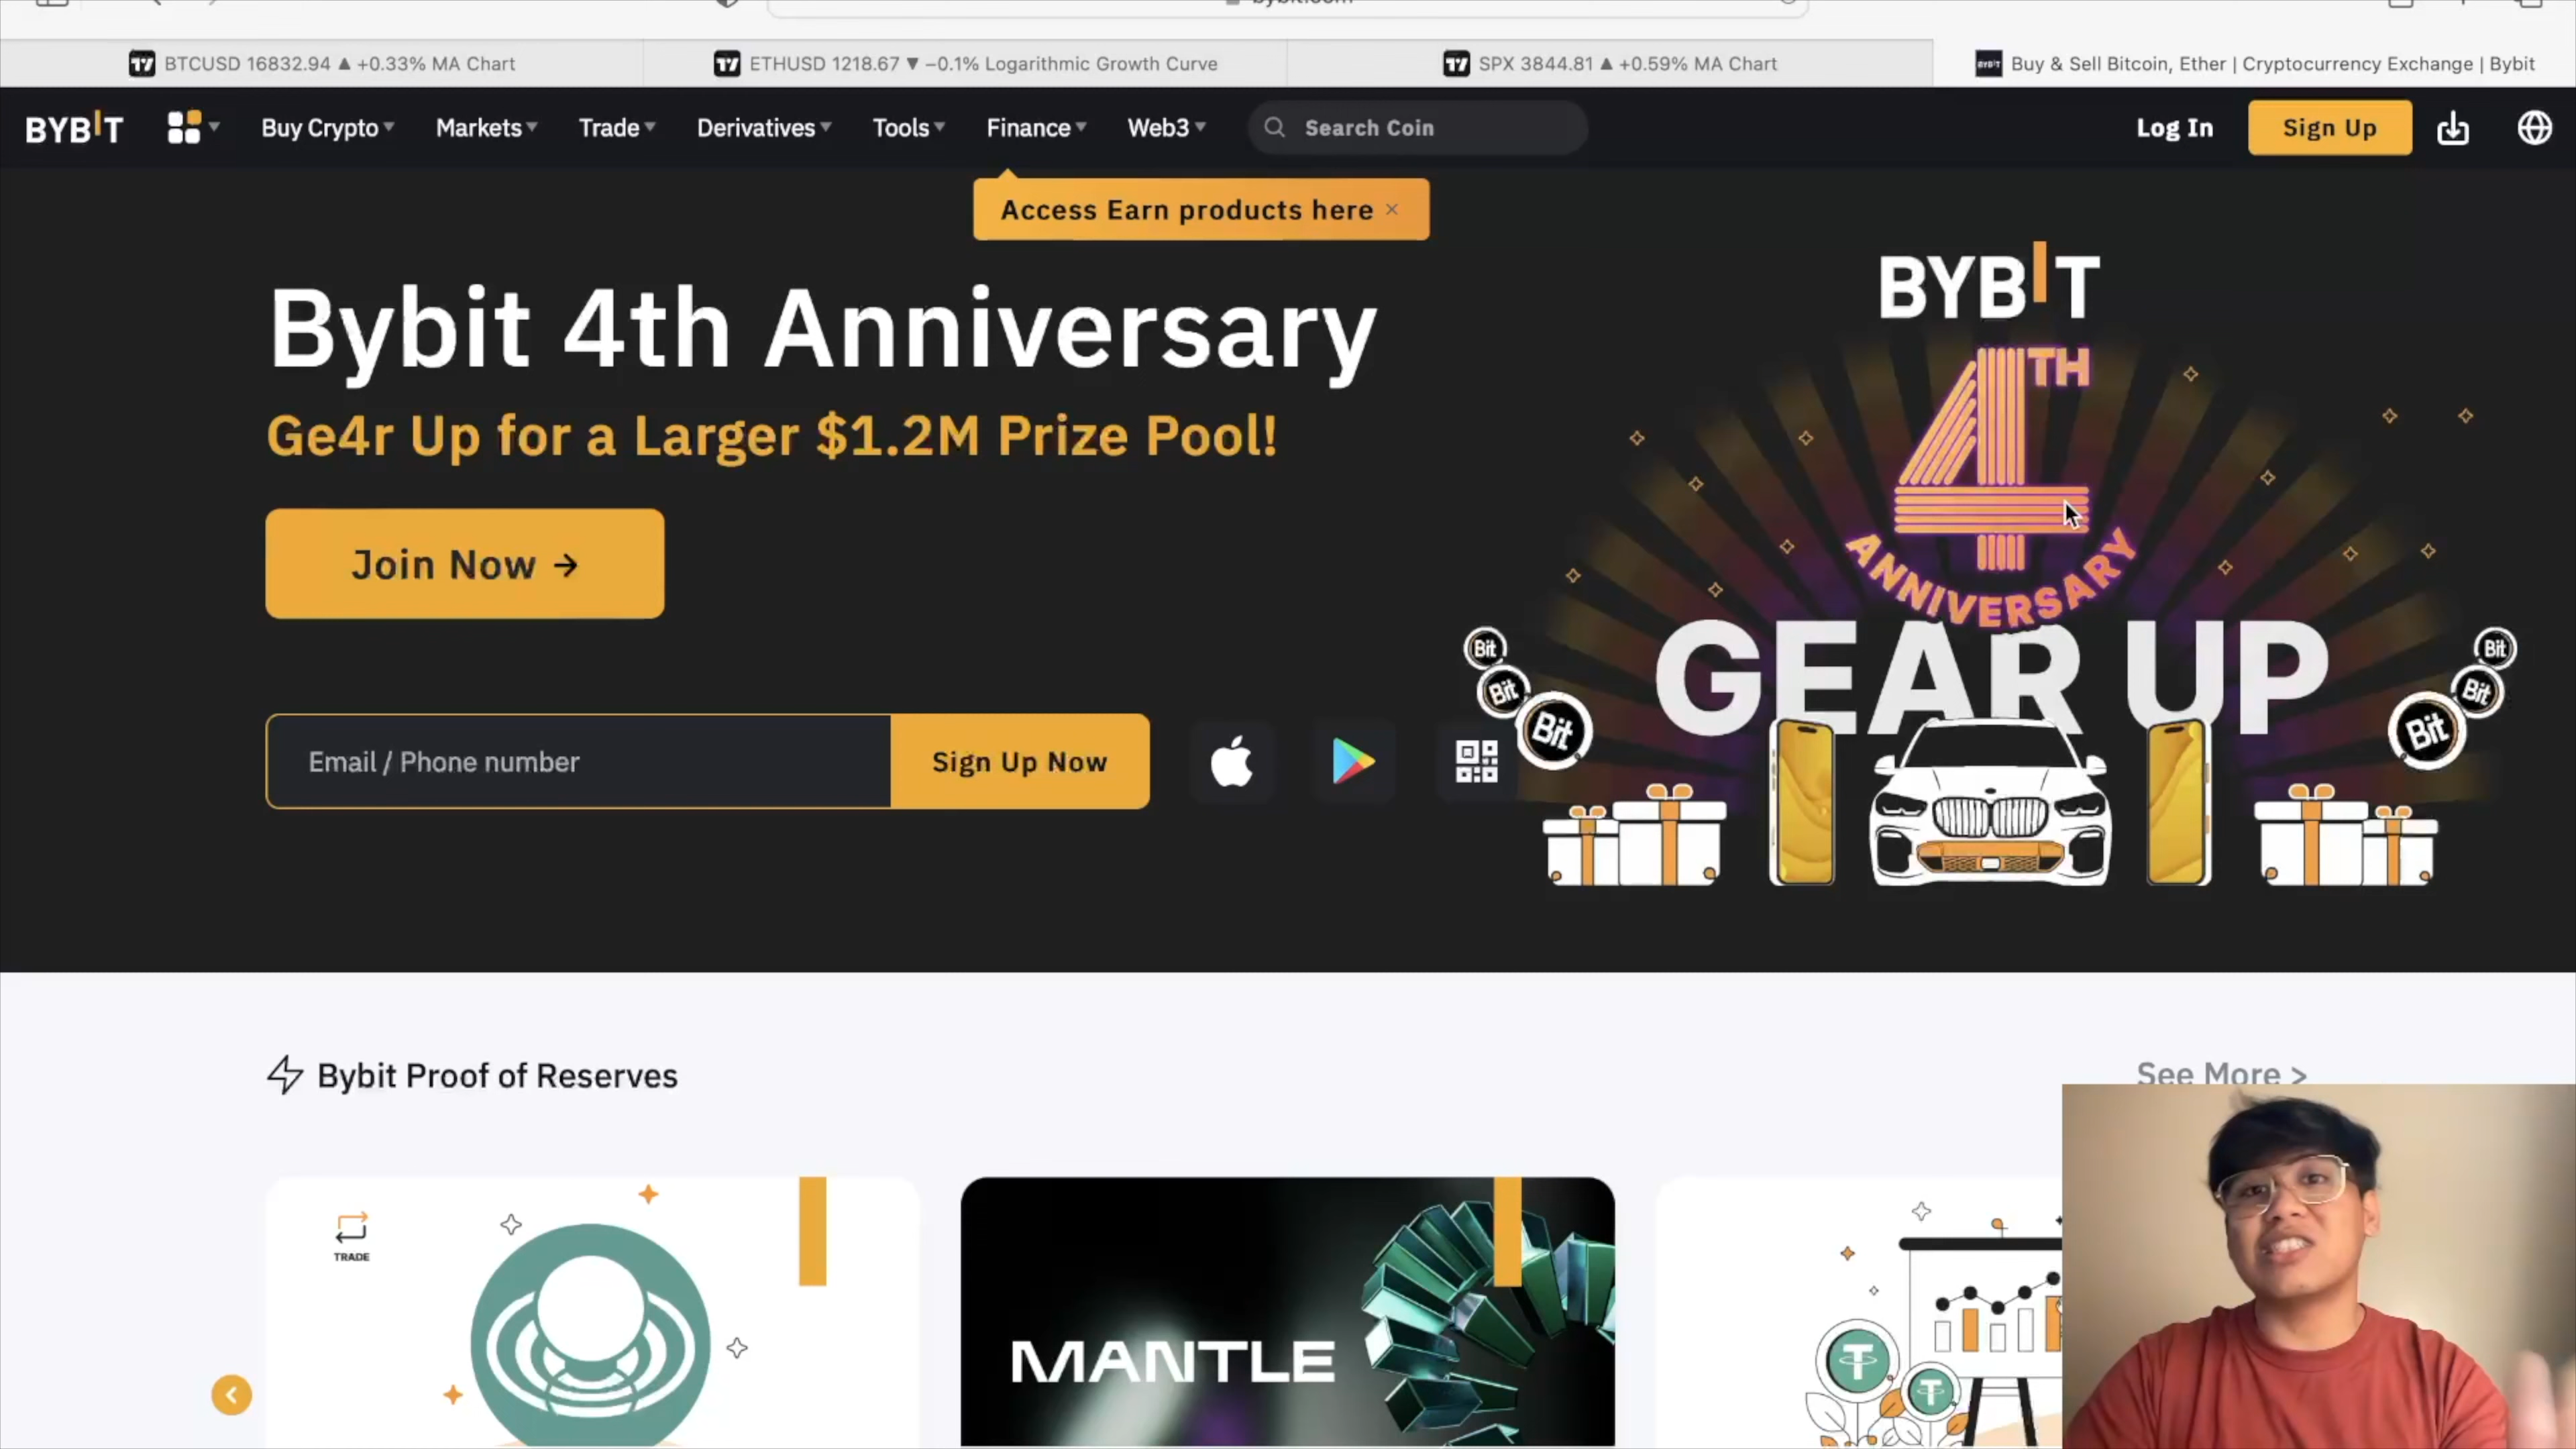 BTCUSD 16832.94 ▲ +0.33% MA Chart
ETHUSD 1218.67 ▼ −0.1% Logarithmic Growth Curve
SPX 3844.81 ▲ +0.59% MA Chart
Buy & Sell Bitcoin, Ether | Cryptocurrency Exchange | Bybit
BYBIT
Buy Crypto
Markets
Trade
Derivatives
Tools
Finance
Web3
Search Coin
Log In
Sign Up
Access Earn products here ×
Bybit 4th Anniversary
Ge4r Up for a Larger $1.2M Prize Pool!
Join Now →
Email / Phone number
Sign Up Now
BYBIT
4TH
ANNIVERSARY
GEAR UP
Bit
Bit
Bit
Bit
Bit
Bit
Bybit Proof of Reserves
See More >
TRADE
MANTLE